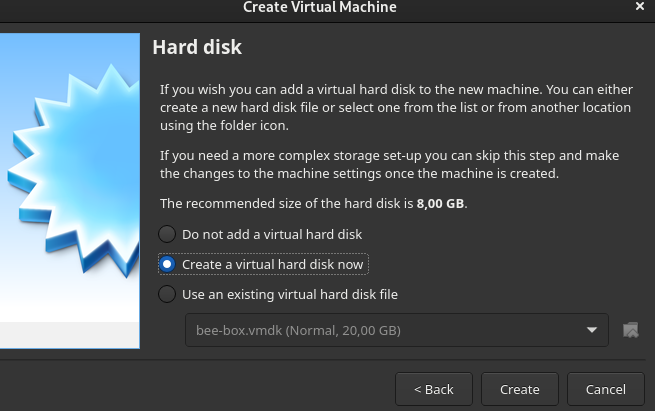 Create Virtual Machine
Hard disk
If you wish you can add a virtual hard disk to the new machine. You can either
create a new hard disk file or select one from the list or from another location
using the folder icon.
If you need a more complex storage set-up you can skip this step and make
the changes to the machine settings once the machine is created.
The recommended size of the hard disk is 8,00 GB.
Do not add a virtual hard disk
Create a virtual hard disk now
Use an existing virtual hard disk file
bee-box.vmdk (Normal, 20,00 GB)
< Back
Create
Cancel